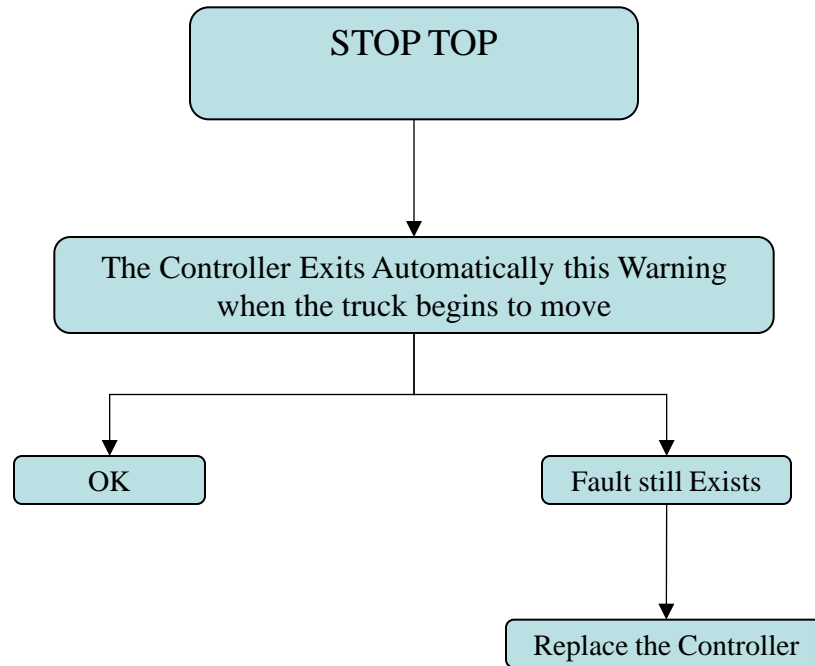 STOP TOP
The Controller Exits Automatically this Warning
when the truck begins to move
OK
Fault still Exists
Replace the Controller